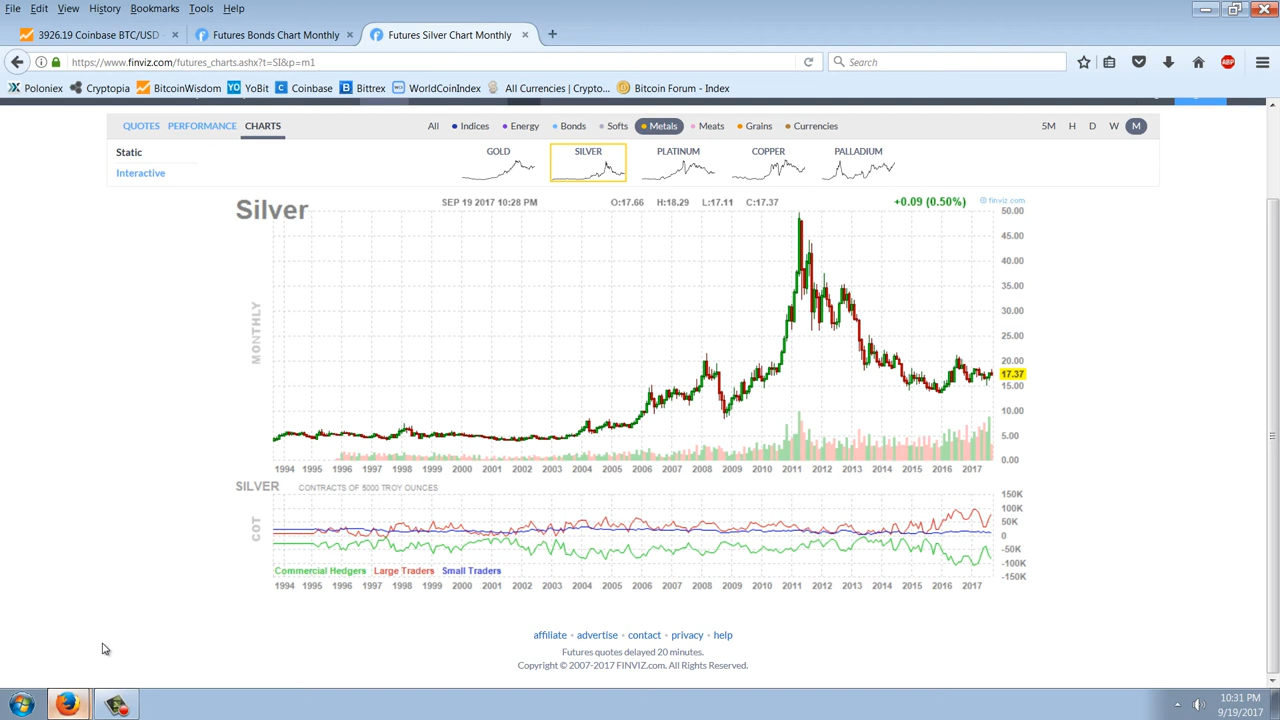 File Edit View History Bookmarks Tools Help
3926.19 Coinbase BTC/USD
Futures Bonds Chart Monthly
Futures Silver Chart Monthly
https://www.finviz.com/futures_charts.ashx?t=SI&p=m1
Search
ABP
Poloniex Cryptopia BitcoinWisdom YoBit Coinbase Bittrex WorldCoinIndex All Currencies | Crypto... Bitcoin Forum - Index
QUOTES PERFORMANCE CHARTS All Indices Energy Bonds Softs Metals Meats Grains Currencies 5M H D W M
Static
Interactive
GOLD SILVER PLATINUM COPPER PALLADIUM
Silver SEP 19 2017 10:28 PM O:17.66 H:18.29 L:17.11 C:17.37 +0.09 (0.50%) © finviz.com
50.00
45.00
40.00
35.00
30.00
25.00
20.00
17.37
15.00
10.00
5.00
0.00
MONTHLY
1994 1995 1996 1997 1998 1999 2000 2001 2002 2003 2004 2005 2006 2007 2008 2009 2010 2011 2012 2013 2014 2015 2016 2017
SILVER CONTRACTS OF 5000 TROY OUNCES
150K
100K
50K
0
-50K
-100K
-150K
COT
Commercial Hedgers Large Traders Small Traders
1994 1995 1996 1997 1998 1999 2000 2001 2002 2003 2004 2005 2006 2007 2008 2009 2010 2011 2012 2013 2014 2015 2016 2017
affiliate • advertise • contact • privacy • help
Futures quotes delayed 20 minutes.
Copyright © 2007-2017 FINVIZ.com. All Rights Reserved.
10:31 PM
9/19/2017